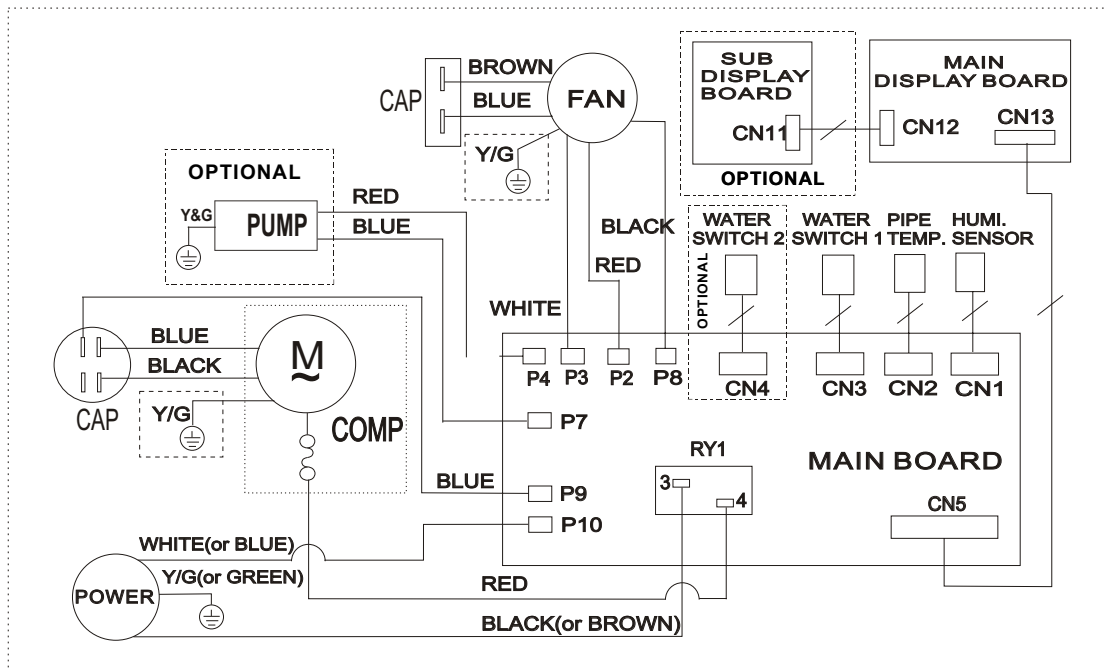 BROWN
CAP
BLUE
FAN
Y/G
SUB
DISPLAY
BOARD
CN11
OPTIONAL
MAIN
DISPLAY BOARD
CN12
CN13
OPTIONAL
Y&G
PUMP
RED
BLUE
BLACK
RED
WHITE
WATER
SWITCH 2
OPTIONAL
WATER
SWITCH 1
PIPE
TEMP.
HUMI.
SENSOR
BLUE
BLACK
CAP
Y/G
M
~
COMP
P4
P3
P2
P8
CN4
CN3
CN2
CN1
P7
RY1
3
4
MAIN BOARD
BLUE
P9
P10
CN5
WHITE(or BLUE)
Y/G(or GREEN)
POWER
RED
BLACK(or BROWN)